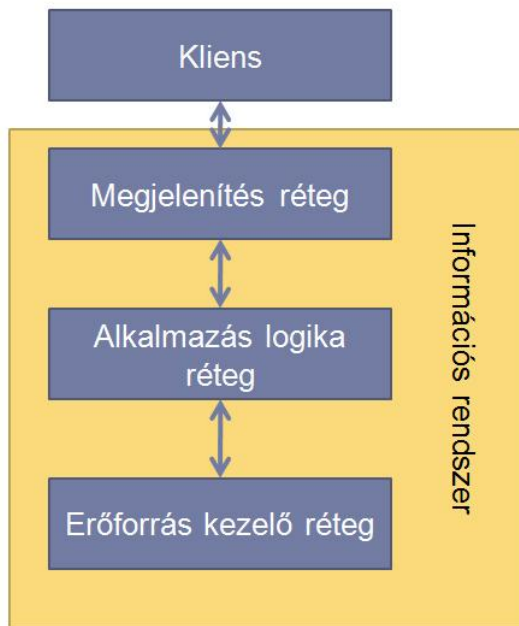 Kliens
Megjelenítés réteg
Alkalmazás logika
réteg
Erőforrás kezelő réteg
Információs rendszer